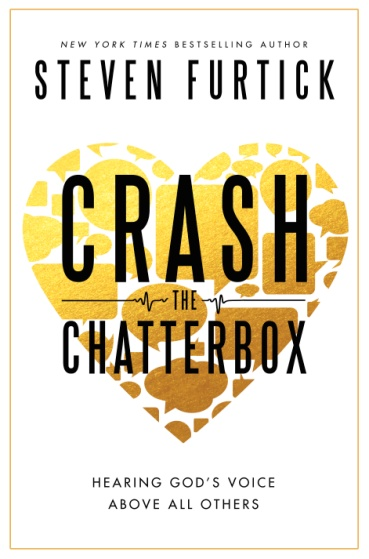 NEW YORK TIMES BESTSELLING AUTHOR
STEVEN FURTICK
CRASH
THE
CHATTERBOX
HEARING GOD'S VOICE
ABOVE ALL OTHERS